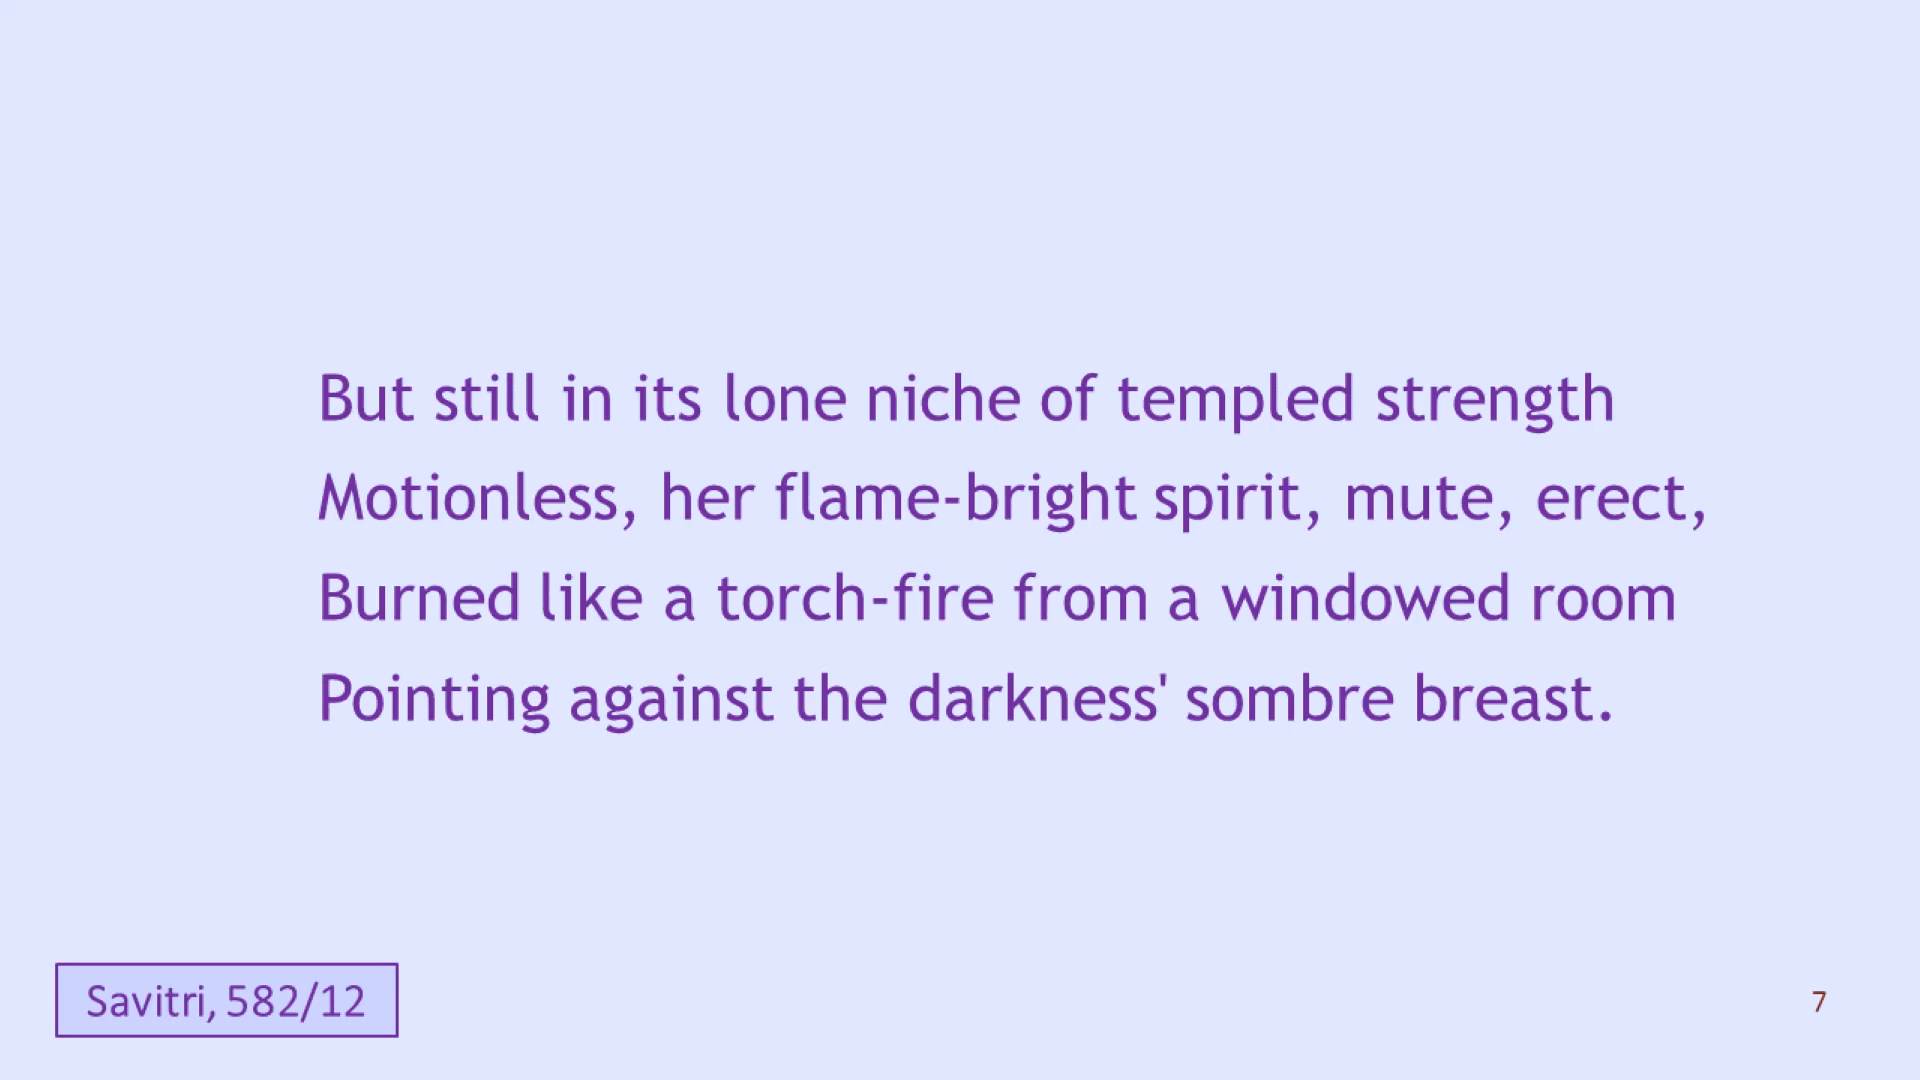 But still in its lone niche of templed strength
Motionless, her flame-bright spirit, mute, erect,
Burned like a torch-fire from a windowed room
Pointing against the darkness' sombre breast.
Savitri, 582/12
7